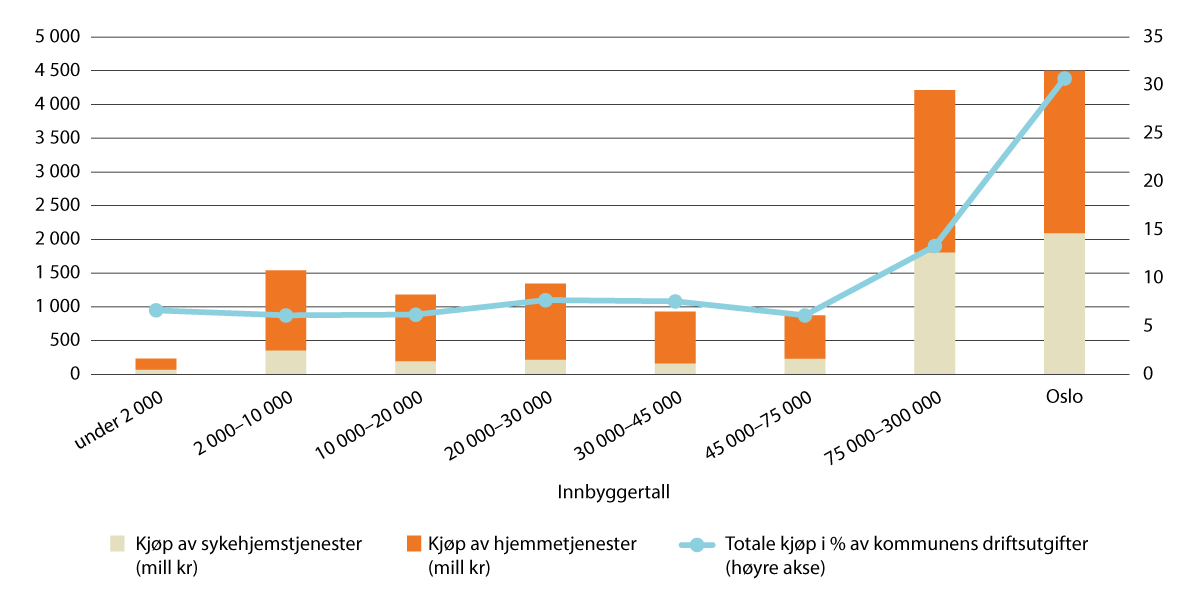 5 000
4 500
4 000
3 500
3 000
2 500
2 000
1 500
1 000
500
0
35
30
25
20
15
10
5
0
under 2 000
2 000–10 000
10 000–20 000
20 000–30 000
30 000–45 000
45 000–75 000
75 000–300 000
Oslo
Innbyggertall
Kjøp av sykehjemstjenester
(mill kr)
Kjøp av hjemmetjenester
(mill kr)
Totale kjøp i % av kommunens driftsutgifter
(høyre akse)